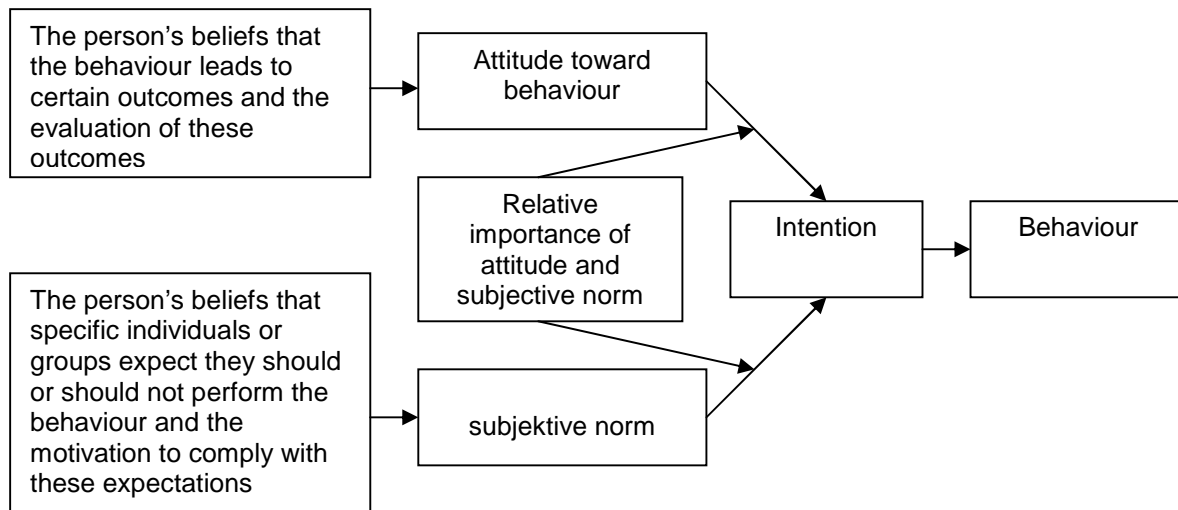 The person’s beliefs that
the behaviour leads to
certain outcomes and the
evaluation of these
outcomes
Attitude toward
behaviour
Relative
importance of
attitude and
subjective norm
Intention
Behaviour
The person’s beliefs that
specific individuals or
groups expect they should
or should not perform the
behaviour and the
motivation to comply with
these expectations
subjektive norm